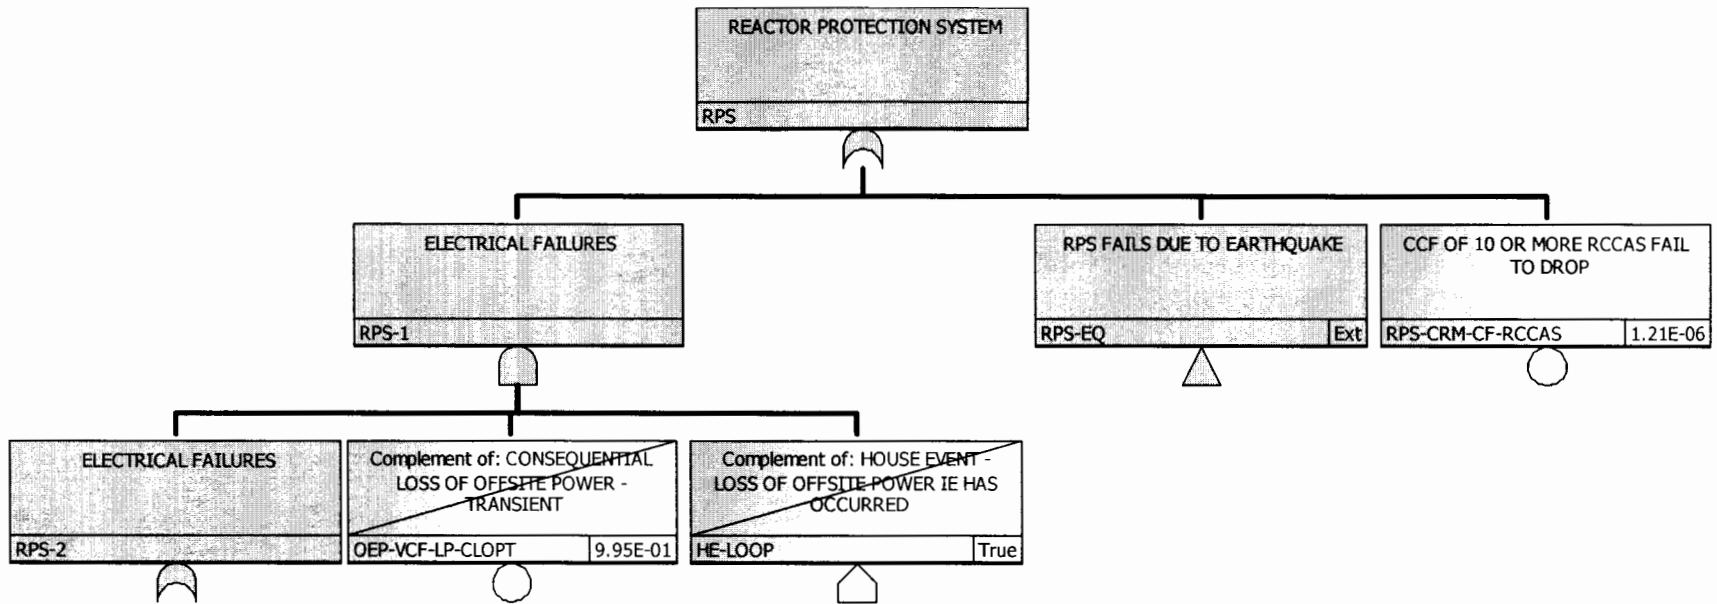 REACTOR PROTECTION SYSTEM
RPS
ELECTRICAL FAILURES
RPS-1
RPS FAILS DUE TO EARTHQUAKE
RPS-EQ
Ext
CCF OF 10 OR MORE RCCAS FAIL
TO DROP
RPS-CRM-CF-RCCAS
1.21E-06
ELECTRICAL FAILURES
RPS-2
Complement of: CONSEQUENTIAL
LOSS OF OFFSITE POWER -
TRANSIENT
OEP-VCF-LP-CLOPT
9.95E-01
Complement of: HOUSE EVENT -
LOSS OF OFFSITE POWER IE HAS
OCCURRED
HE-LOOP
True